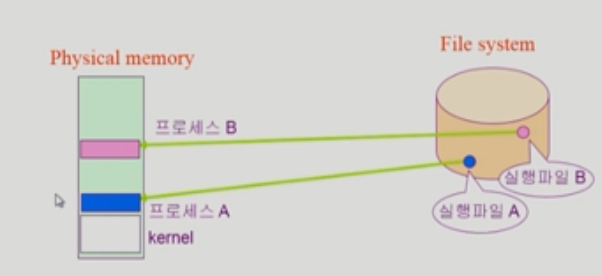 Physical memory
File system
프로세스 B
실행파일 B
프로세스 A
실행파일 A
kernel